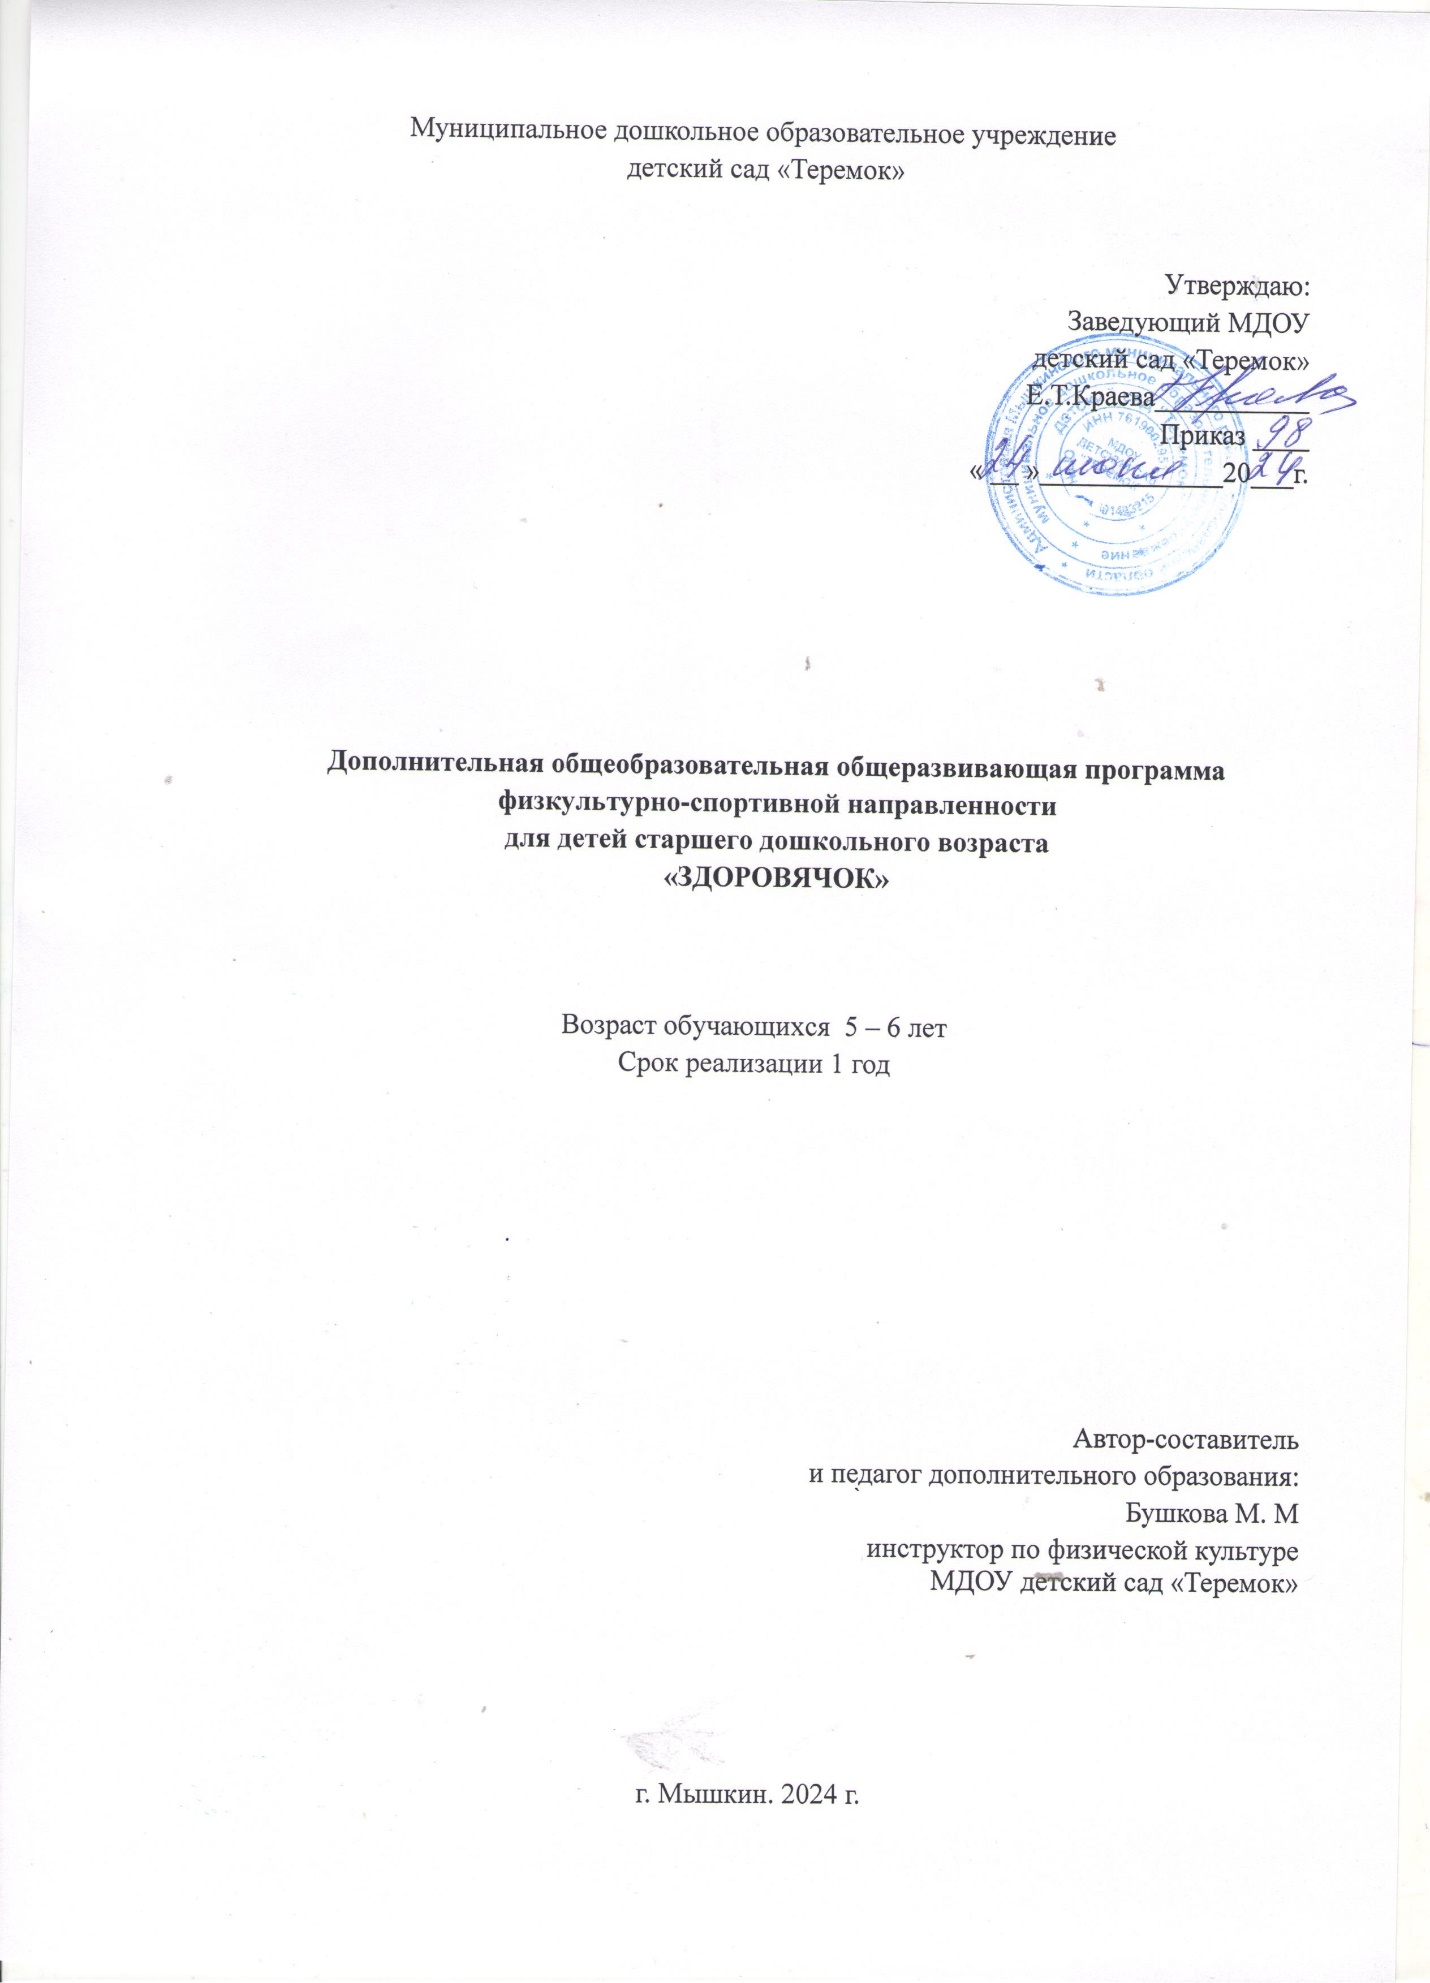 Муниципальное дошкольное образовательное учреждение
детский сад «Теремок»
Утверждаю:
Заведующий МДОУ
детский сад «Теремок»
Е.Т.Краева___________
Приказ 98
«24» июня 2024г.
МДОУ
Дополнительная общеобразовательная общеразвивающая программа
физкультурно-спортивной направленности
для детей старшего дошкольного возраста
«ЗДОРОВЯЧОК»
Возраст обучающихся 5 – 6 лет
Срок реализации 1 год
Автор-составитель
и педагог дополнительного образования:
Бушкова М. М
инструктор по физической культуре
МДОУ детский сад «Теремок»
г. Мышкин. 2024 г.